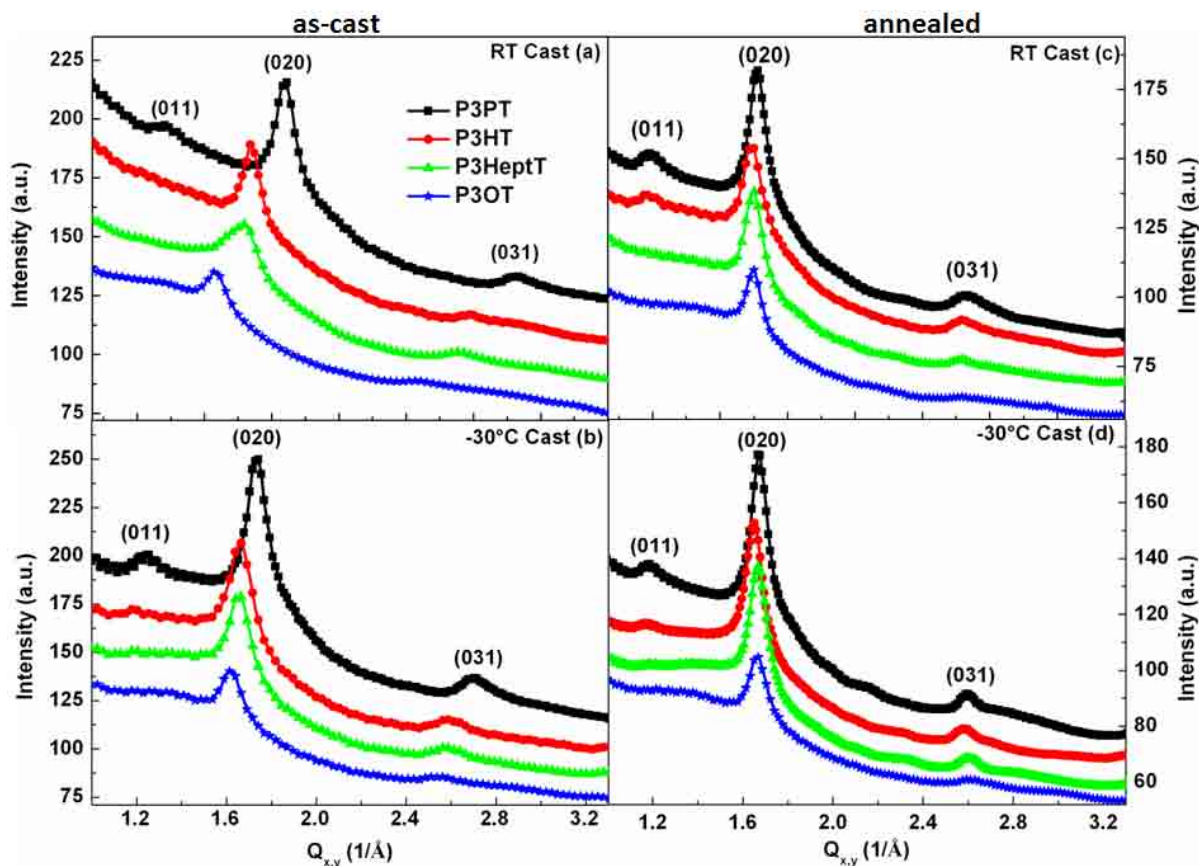 as-cast
annealed
RT Cast (a)
(011)
(020)
(031)
P3PT
P3HT
P3HeptT
P3OT
225
200
175
150
125
100
75
Intensity (a.u.)
RT Cast (c)
(011)
(020)
(031)
175
150
125
100
75
Intensity (a.u.)
-30°C Cast (b)
(011)
(020)
(031)
250
225
200
175
150
125
100
75
Intensity (a.u.)
1.2 1.6 2.0 2.4 2.8 3.2
Qx,y (1/Å)
-30°C Cast (d)
(011)
(020)
(031)
180
160
140
120
100
80
60
Intensity (a.u.)
1.2 1.6 2.0 2.4 2.8 3.2
Qx,y (1/Å)